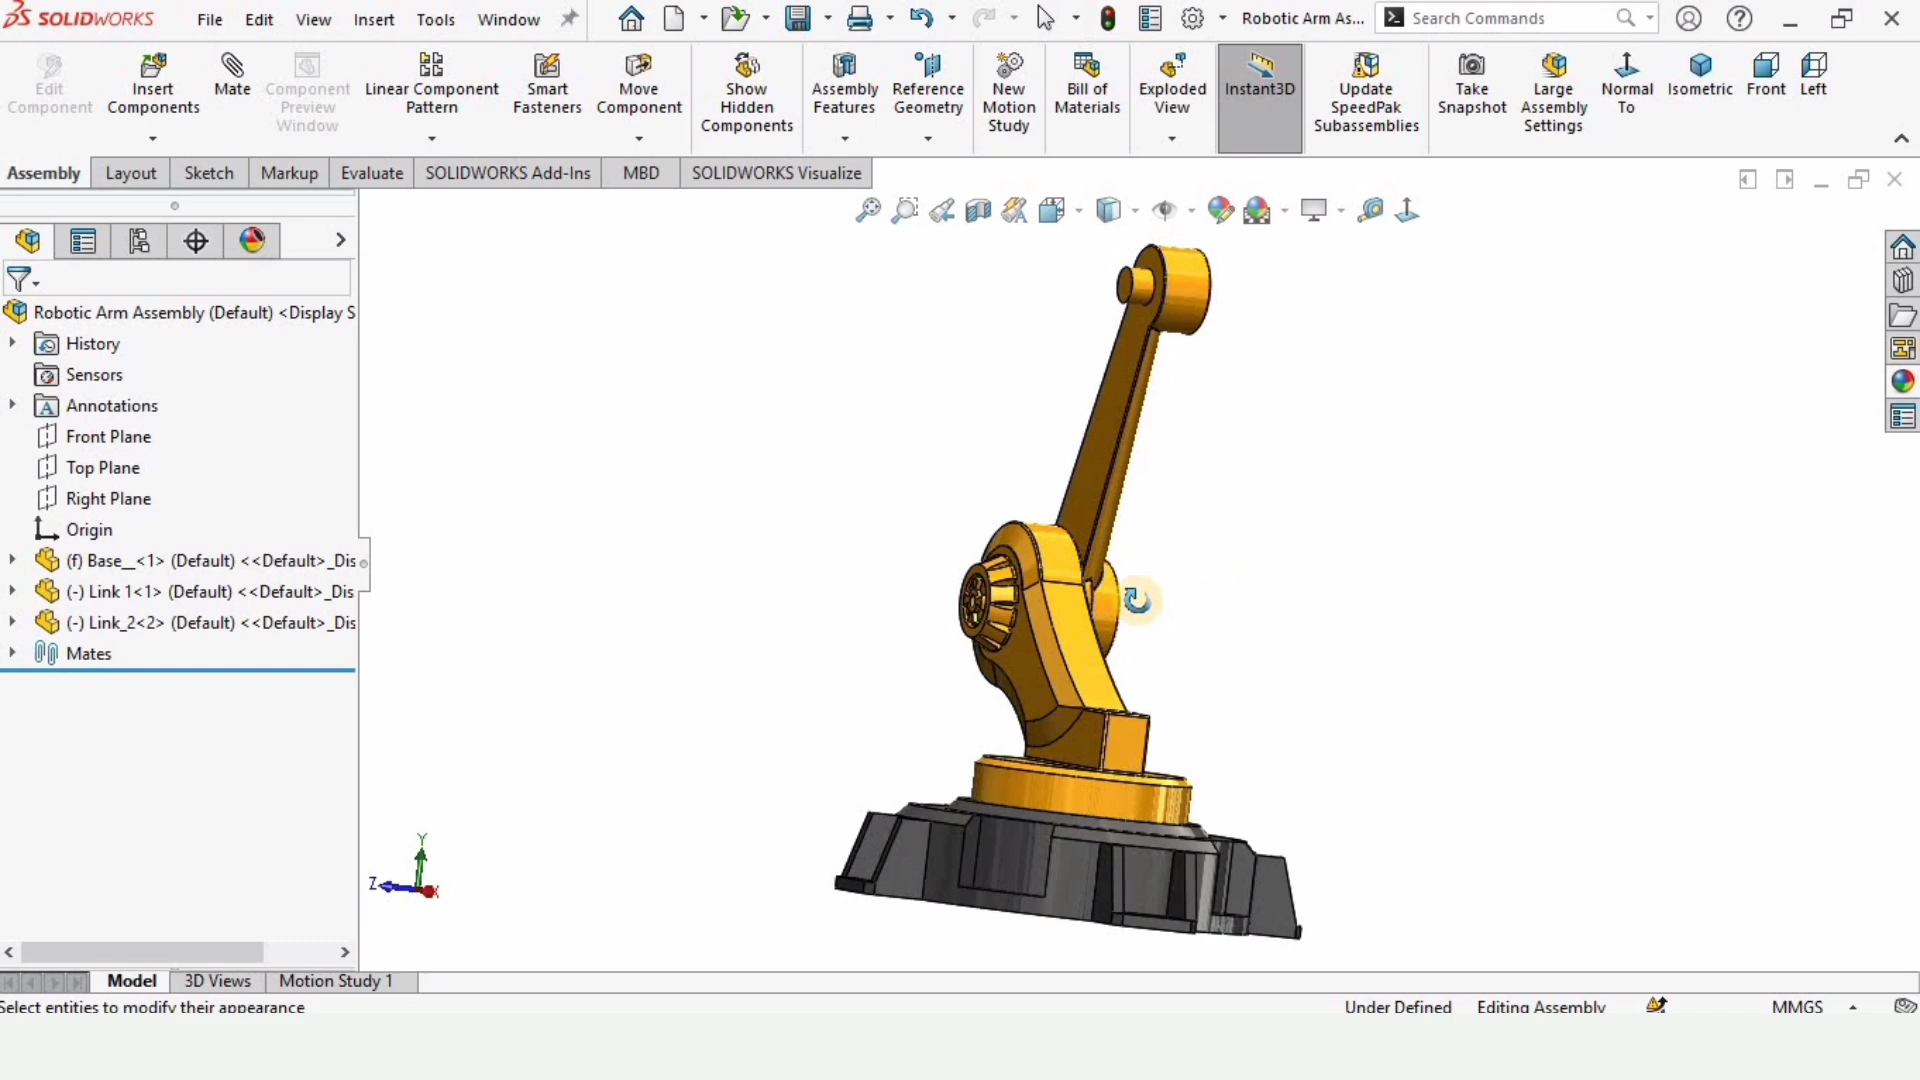 SOLIDWORKS File Edit View Insert Tools Window Robotic Arm As... Search Commands
Edit Component
Insert Components
Mate
Component Preview Window
Linear Component Pattern
Smart Fasteners
Move Component
Show Hidden Components
Assembly Features
Reference Geometry
New Motion Study
Bill of Materials
Exploded View
Instant3D
Update SpeedPak Subassemblies
Take Snapshot
Large Assembly Settings
Normal To
Isometric
Front
Left
Assembly Layout Sketch Markup Evaluate SOLIDWORKS Add-Ins MBD SOLIDWORKS Visualize
Robotic Arm Assembly (Default) <Display S
History
Sensors
Annotations
Front Plane
Top Plane
Right Plane
Origin
(f) Base__<1> (Default) <<Default>_Dis
(-) Link 1<1> (Default) <<Default>_Dis
(-) Link_2<2> (Default) <<Default>_Dis
Mates
Y
Z
X
Model 3D Views Motion Study 1
Select entities to modify their appearance Under Defined Editing Assembly MMGS